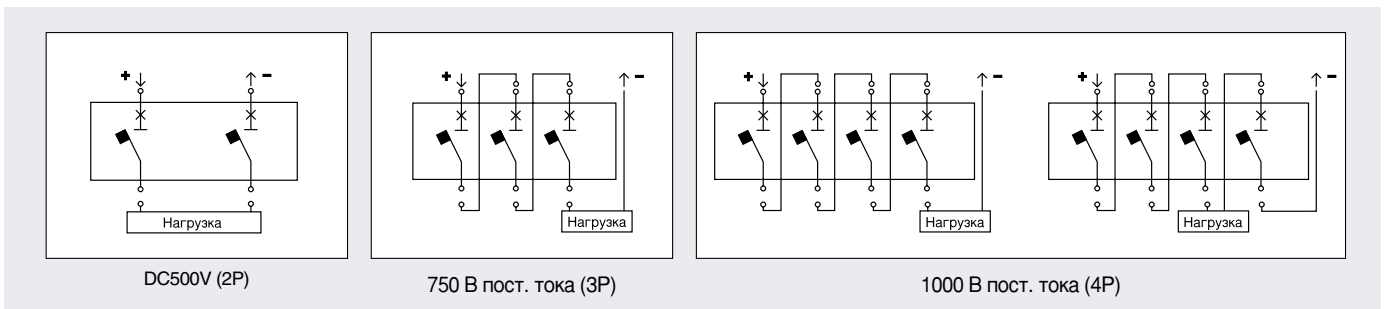 + −
Нагрузка
DC500V (2P)
+ −
Нагрузка
750 В пост. тока (3P)
+ −
Нагрузка
+ −
Нагрузка
1000 В пост. тока (4P)